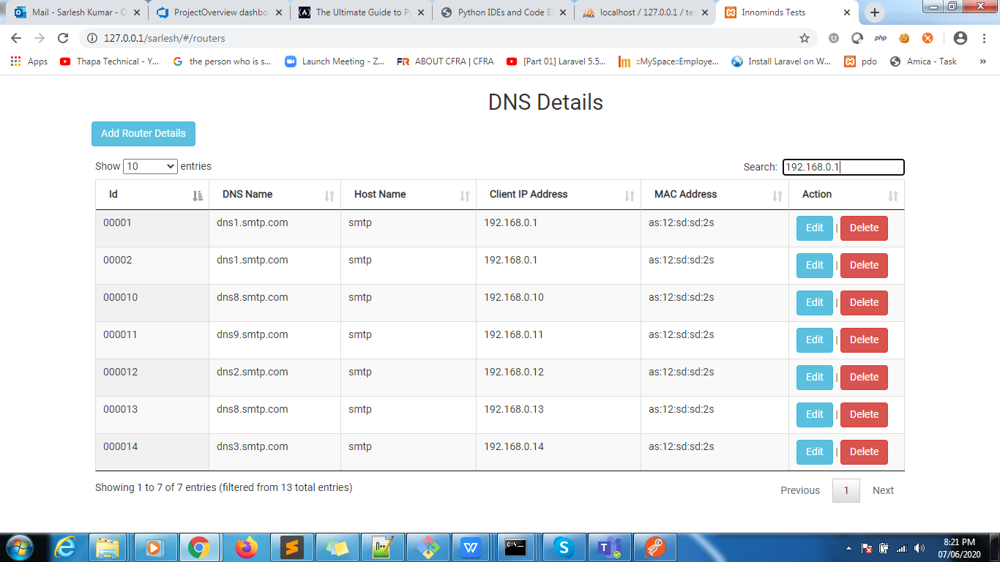 Mail - Sarlesh Kumar - O
ProjectOverview dashbo
The Ultimate Guide to Py
Python IDEs and Code E
localhost / 127.0.0.1 / te
Innominds Tests
127.0.0.1/sarlesh/#/routers
Apps
Thapa Technical - Y...
the person who is s...
Launch Meeting - Z...
ABOUT CFRA | CFRA
[Part 01] Laravel 5.5...
::MySpace::Employe...
Install Laravel on W...
pdo
Amica - Task
DNS Details
Add Router Details
Show 10 entries
Search: 192.168.0.1
Id DNS Name Host Name Client IP Address MAC Address Action
00001 dns1.smtp.com smtp 192.168.0.1 as:12:sd:sd:2s Edit | Delete
00002 dns1.smtp.com smtp 192.168.0.1 as:12:sd:sd:2s Edit | Delete
000010 dns8.smtp.com smtp 192.168.0.10 as:12:sd:sd:2s Edit | Delete
000011 dns9.smtp.com smtp 192.168.0.11 as:12:sd:sd:2s Edit | Delete
000012 dns2.smtp.com smtp 192.168.0.12 as:12:sd:sd:2s Edit | Delete
000013 dns8.smtp.com smtp 192.168.0.13 as:12:sd:sd:2s Edit | Delete
000014 dns3.smtp.com smtp 192.168.0.14 as:12:sd:sd:2s Edit | Delete
Showing 1 to 7 of 7 entries (filtered from 13 total entries)
Previous 1 Next
8:21 PM
07/06/2020